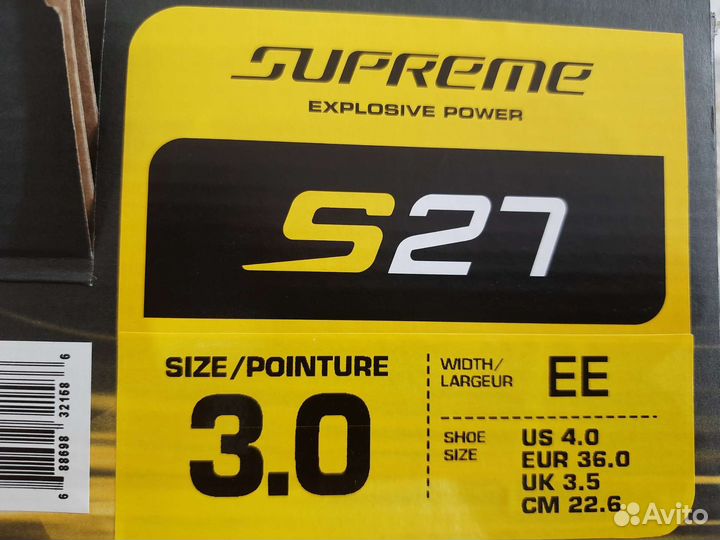 SUPREME
EXPLOSIVE POWER
S27
SIZE/POINTURE
3.0
WIDTH/
LARGEUR
EE
SHOE
SIZE
US 4.0
EUR 36.0
UK 3.5
CM 22.6
6 88698 32168 6
Avito